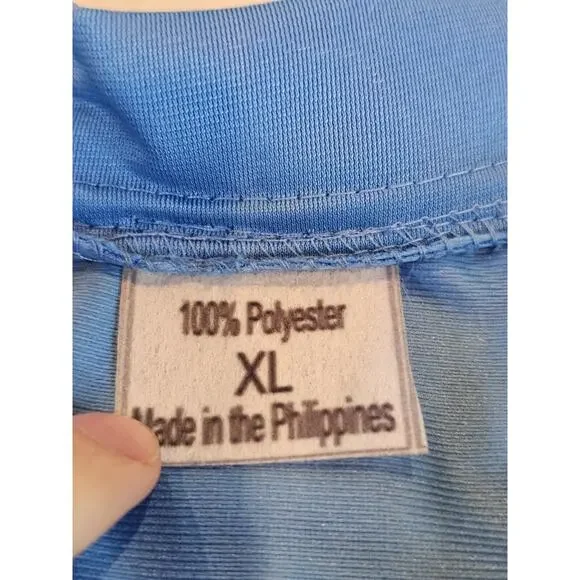 100% Polyester
XL
Made in the Philippines